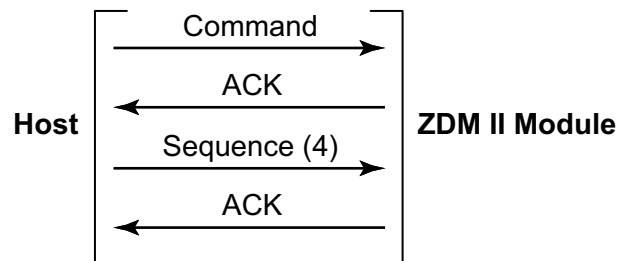 Command
ACK
Host
ZDM II Module
Sequence (4)
ACK